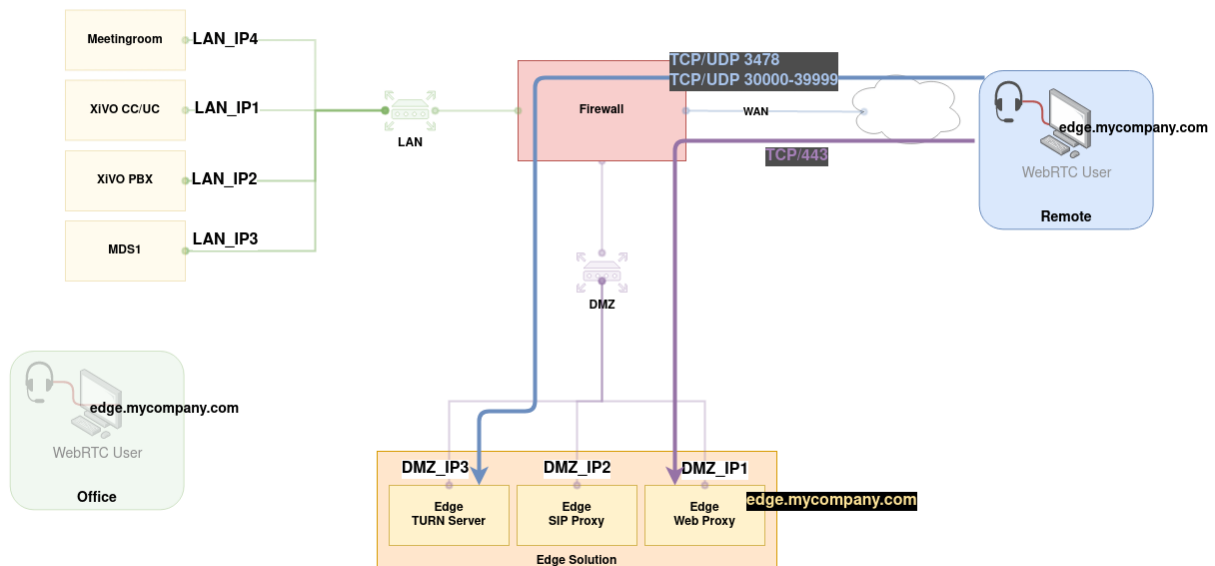 Meetingroom
LAN_IP4
XiVO CC/UC
LAN_IP1
XiVO PBX
LAN_IP2
MDS1
LAN_IP3
LAN
Firewall
TCP/UDP 3478
TCP/UDP 30000-39999
WAN
TCP/443
edge.mycompany.com
WebRTC User
Remote
DMZ
edge.mycompany.com
WebRTC User
Office
DMZ_IP3
DMZ_IP2
DMZ_IP1
Edge
TURN Server
Edge
SIP Proxy
Edge
Web Proxy
edge.mycompany.com
Edge Solution